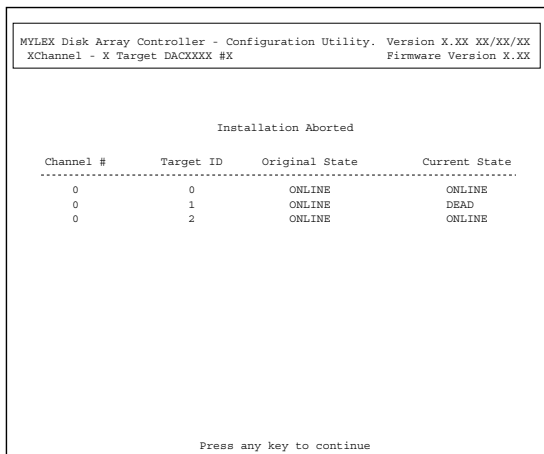 MYLEX Disk Array Controller - Configuration Utility. Version X.XX XX/XX/XX
XChannel - X Target DACXXXX #X Firmware Version X.XX
Installation Aborted
Channel # Target ID Original State Current State
0 0 ONLINE ONLINE
0 1 ONLINE DEAD
0 2 ONLINE ONLINE
Press any key to continue